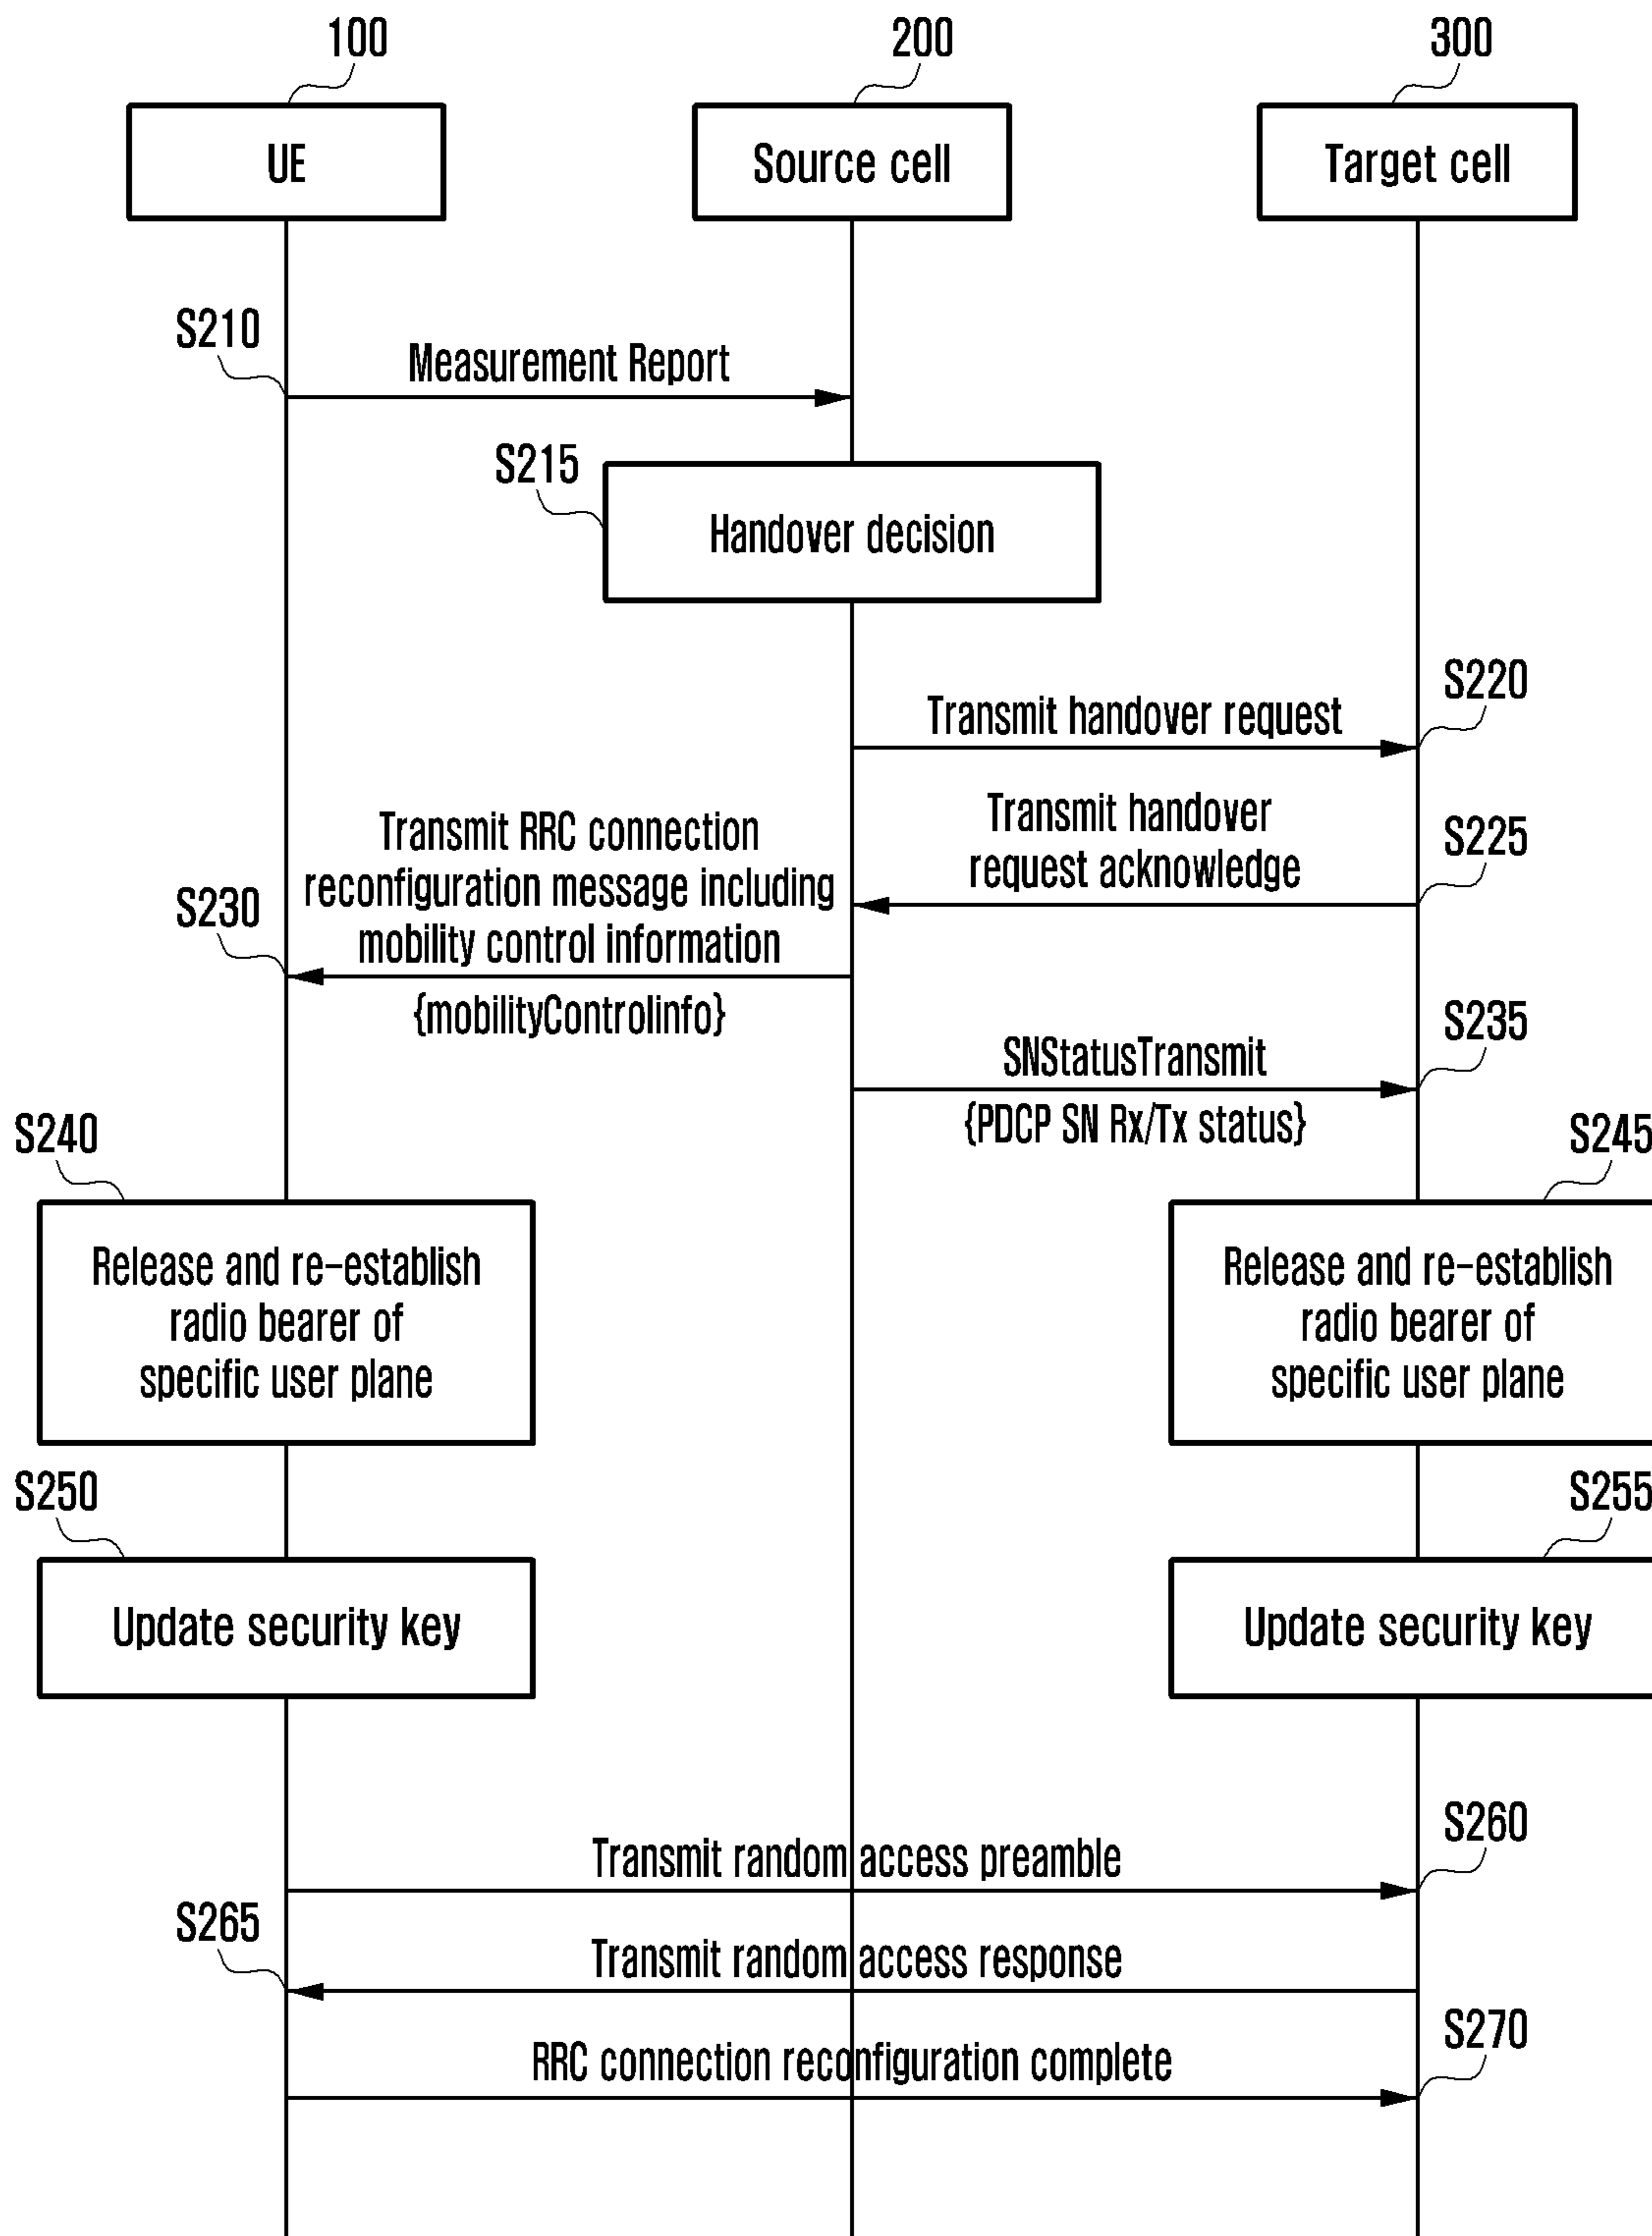 100
200
300
UE
Source cell
Target cell
S210
Measurement Report
S215
Handover decision
S220
Transmit handover request
Transmit handover
request acknowledge
S225
Transmit RRC connection
reconfiguration message including
mobility control information
S230
{mobilityControlinfo}
S235
SNStatusTransmit
{PDCP SN Rx/Tx status}
S240
S245
Release and re-establish
radio bearer of
specific user plane
Release and re-establish
radio bearer of
specific user plane
S250
S255
Update security key
Update security key
S260
Transmit random access preamble
S265
Transmit random access response
S270
RRC connection reconfiguration complete